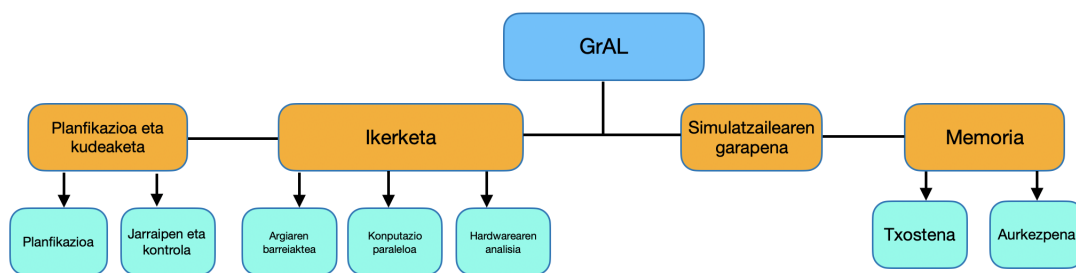 GrAL
Planfikazioa eta
kudeaketa
Ikerketa
Simulatzailearen
garapena
Memoria
Planfikazioa
Jarraipen eta
kontrola
Argiaren
barreiaktea
Konputazio
paraleloa
Hardwarearen
analisia
Txostena
Aurkezpena